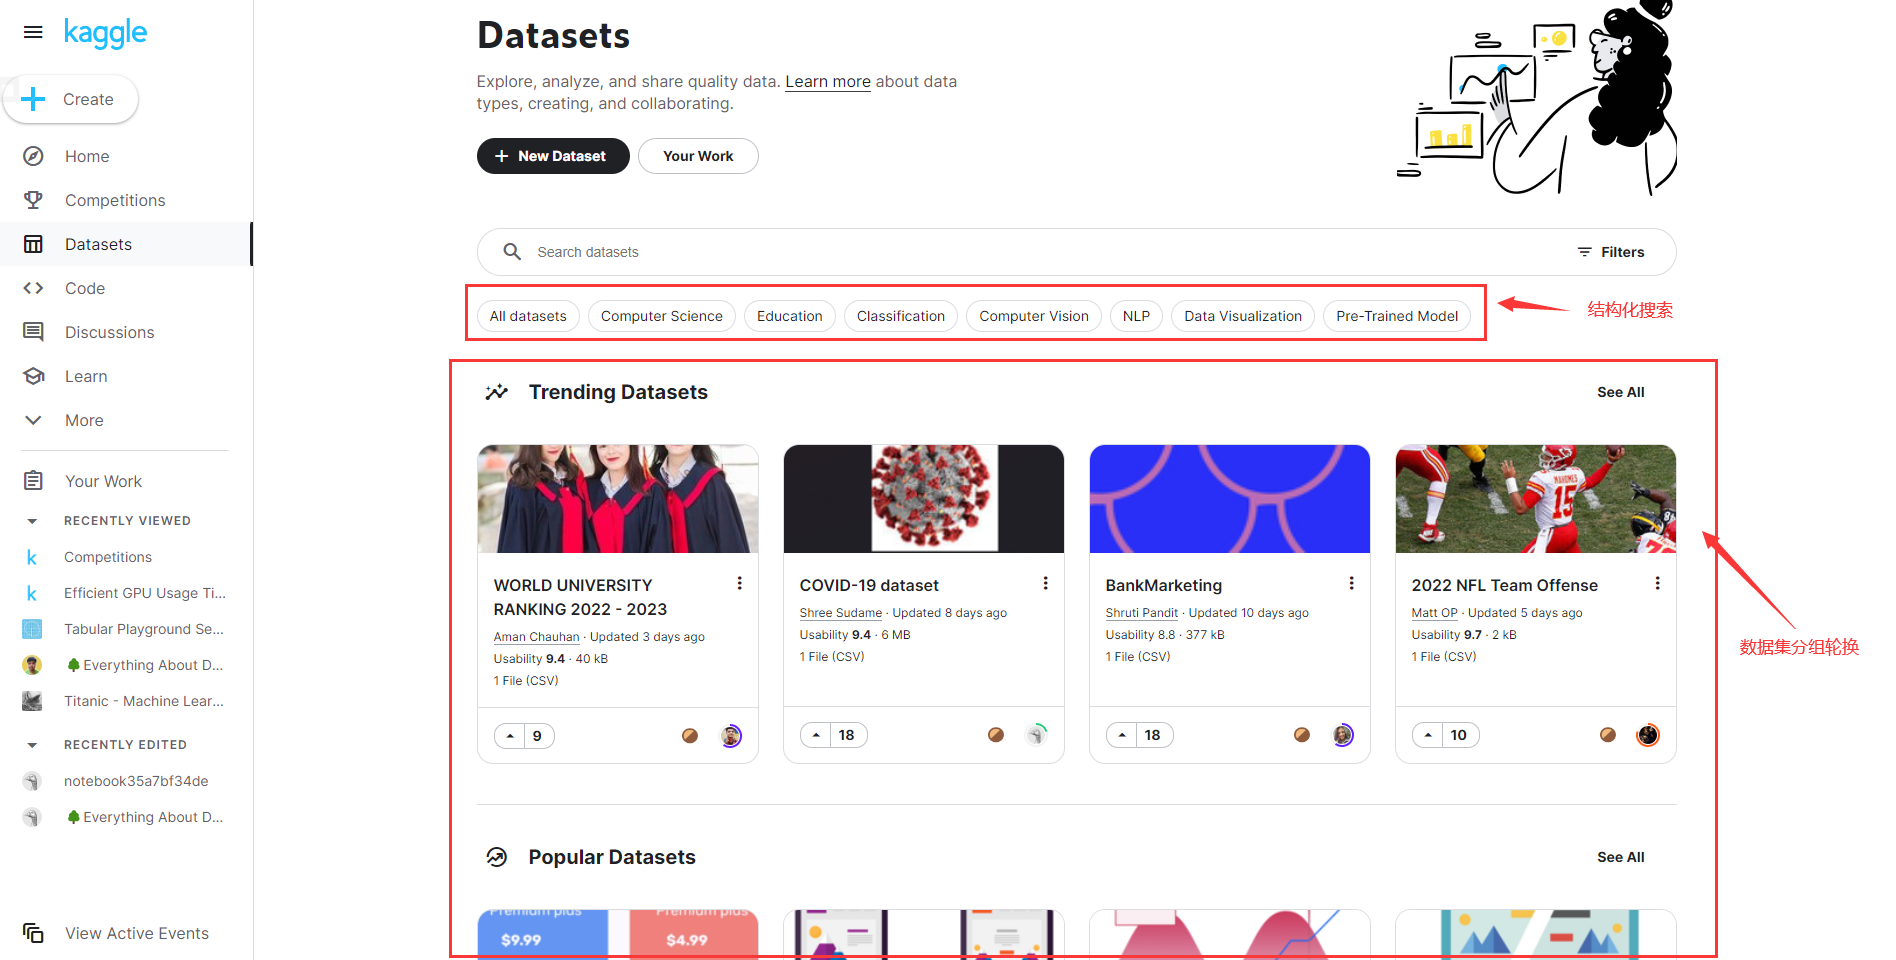 kaggle
Create
Home
Competitions
Datasets
Code
Discussions
Learn
More
Your Work
RECENTLY VIEWED
Competitions
Efficient GPU Usage Ti...
Tabular Playground Se...
Everything About D...
Titanic - Machine Lear...
RECENTLY EDITED
notebook35a7bf34de
Everything About D...
View Active Events
Datasets
Explore, analyze, and share quality data. Learn more about data
types, creating, and collaborating.
New Dataset
Your Work
Search datasets
Filters
All datasets
Computer Science
Education
Classification
Computer Vision
NLP
Data Visualization
Pre-Trained Model
结构化搜索
Trending Datasets
See All
MAHOMES
15
WORLD UNIVERSITY
RANKING 2022 - 2023
Aman Chauhan · Updated 3 days ago
Usability 9.4 · 40 kB
1 File (CSV)
9
COVID-19 dataset
Shree Sudame · Updated 8 days ago
Usability 9.4 · 6 MB
1 File (CSV)
18
BankMarketing
Shruti Pandit · Updated 10 days ago
Usability 8.8 · 377 kB
1 File (CSV)
18
2022 NFL Team Offense
Matt OP · Updated 5 days ago
Usability 9.7 · 2 kB
1 File (CSV)
10
数据集分组轮换
Popular Datasets
See All
Premium plus
$9.99
Premium plus
$4.99